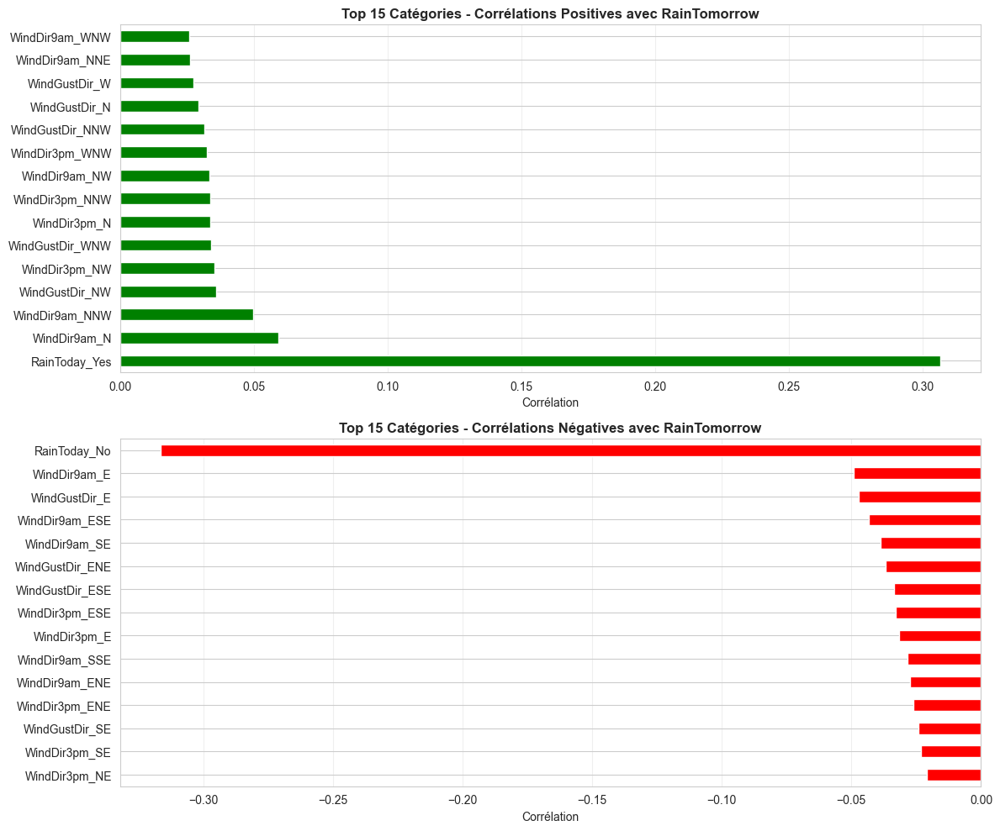 Top 15 Catégories - Corrélations Positives avec RainTomorrow
WindDir9am_WNW
WindDir9am_NNE
WindGustDir_W
WindGustDir_N
WindGustDir_NNW
WindDir3pm_WNW
WindDir9am_NW
WindDir3pm_NNW
WindDir3pm_N
WindGustDir_WNW
WindDir3pm_NW
WindGustDir_NW
WindDir9am_NNW
WindDir9am_N
RainToday_Yes
0.00 0.05 0.10 0.15 0.20 0.25 0.30
Corrélation
Top 15 Catégories - Corrélations Négatives avec RainTomorrow
RainToday_No
WindDir9am_E
WindGustDir_E
WindDir9am_ESE
WindDir9am_SE
WindGustDir_ENE
WindGustDir_ESE
WindDir3pm_ESE
WindDir3pm_E
WindDir9am_SSE
WindDir9am_ENE
WindDir3pm_ENE
WindGustDir_SE
WindDir3pm_SE
WindDir3pm_NE
−0.30 −0.25 −0.20 −0.15 −0.10 −0.05 0.00
Corrélation